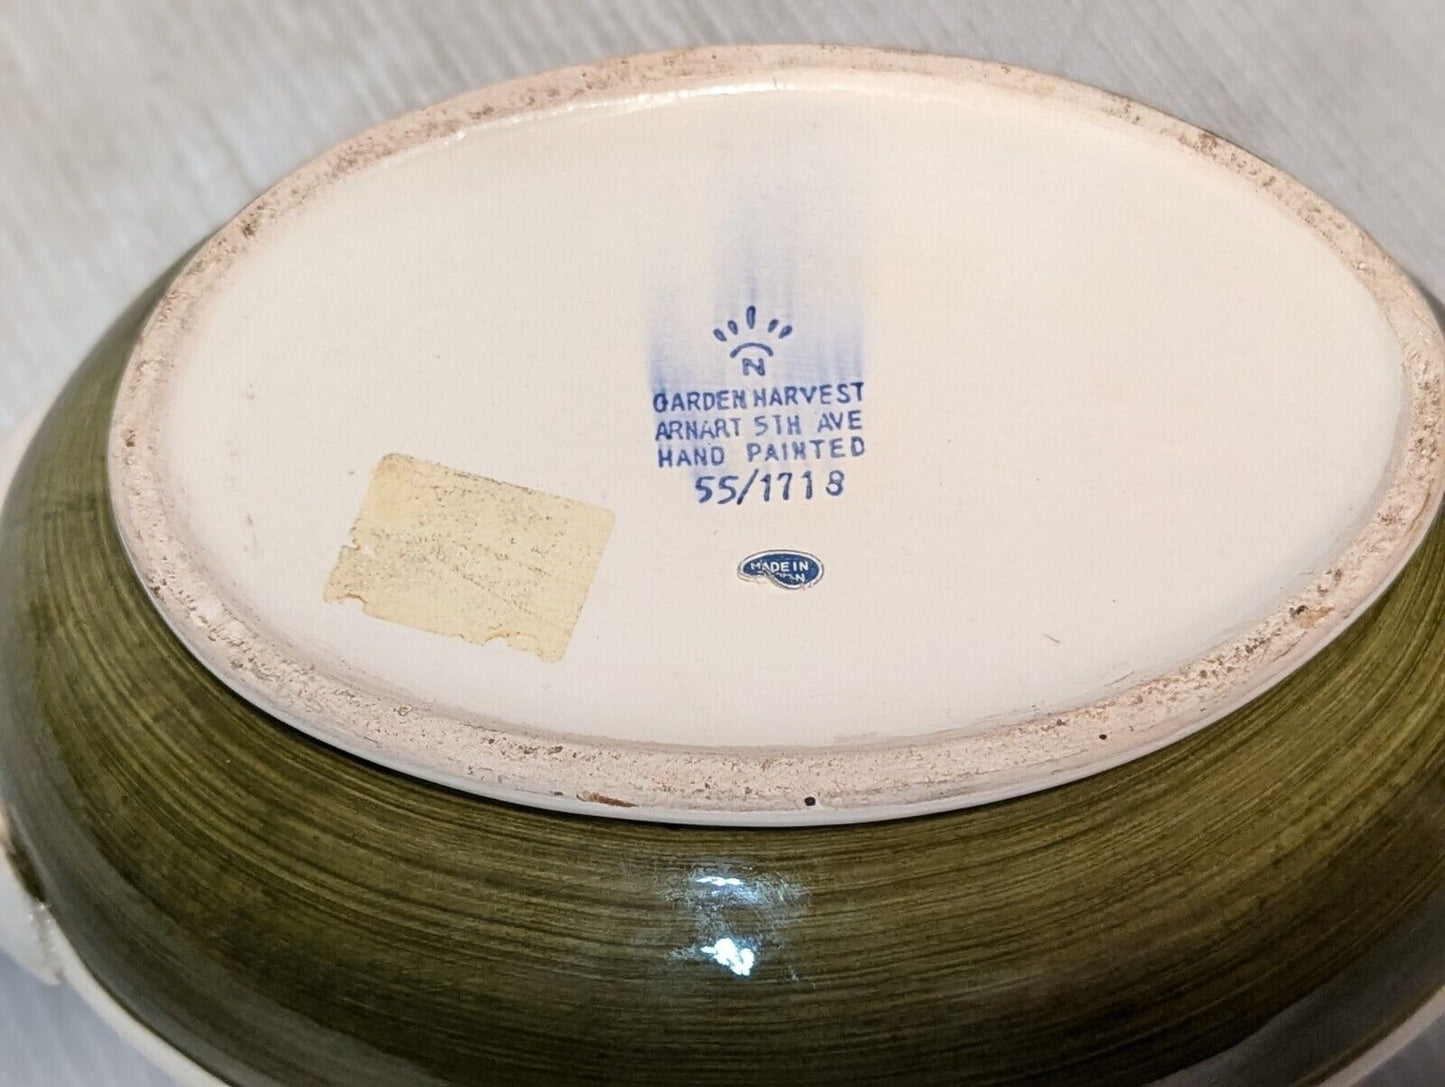 N
GARDEN HARVEST
ARNART 5TH AVE
HAND PAINTED
55/1718
MADE IN